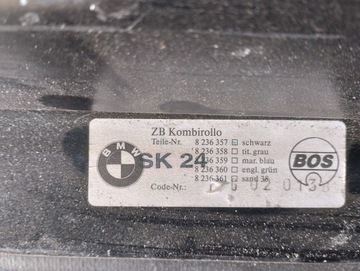 ZB Kombirollo
Teile-Nr. 8 236 357 schwarz
8 236 358 tit. grau
BMW SK 24 8 236 359 mar. blau BOS
8 236 360 engl. grün
8 236 361 sand 38
Code-Nr.: